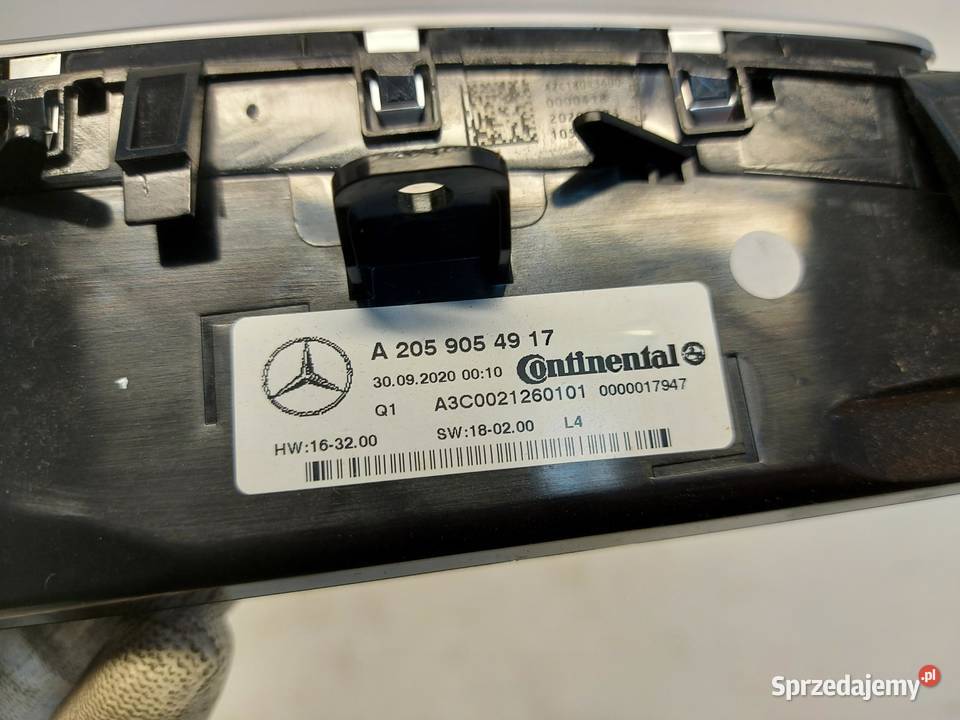 A 205 905 49 17
30.09.2020 00:10 Continental
Q1 A3C0021260101 0000017947
HW:16-32.00 SW:18-02.00 L4
Sprzedajemy.pl